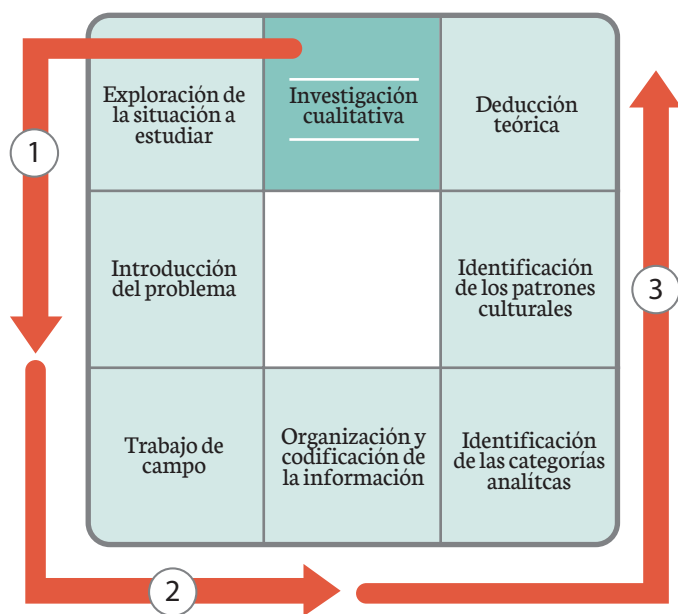 Exploración de
la situación a
estudiar
Investigación
cualitativa
Deducción
teórica
1
Introducción
del problema
Identificación
de los patrones
culturales
3
Trabajo de
campo
Organización y
codificación de
la información
Identificación
de las categorías
analítcas
2